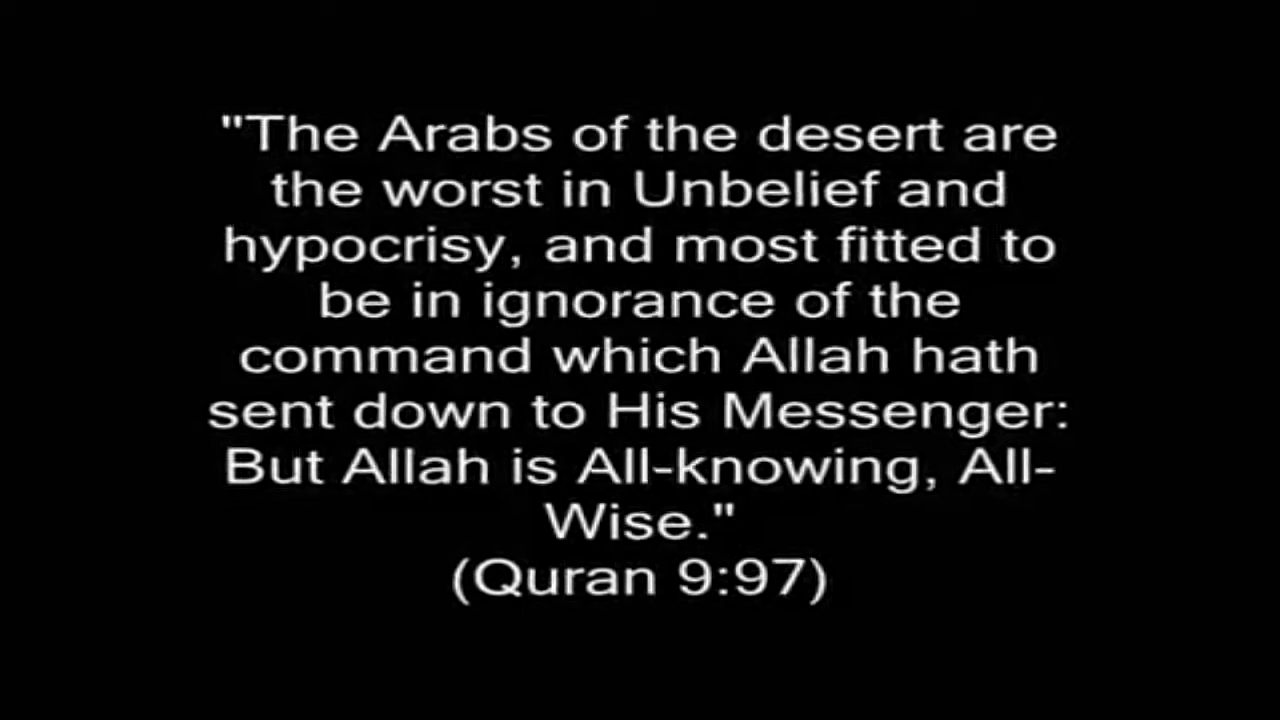 "The Arabs of the desert are
the worst in Unbelief and
hypocrisy, and most fitted to
be in ignorance of the
command which Allah hath
sent down to His Messenger:
But Allah is All-knowing, All-
Wise."
(Quran 9:97)